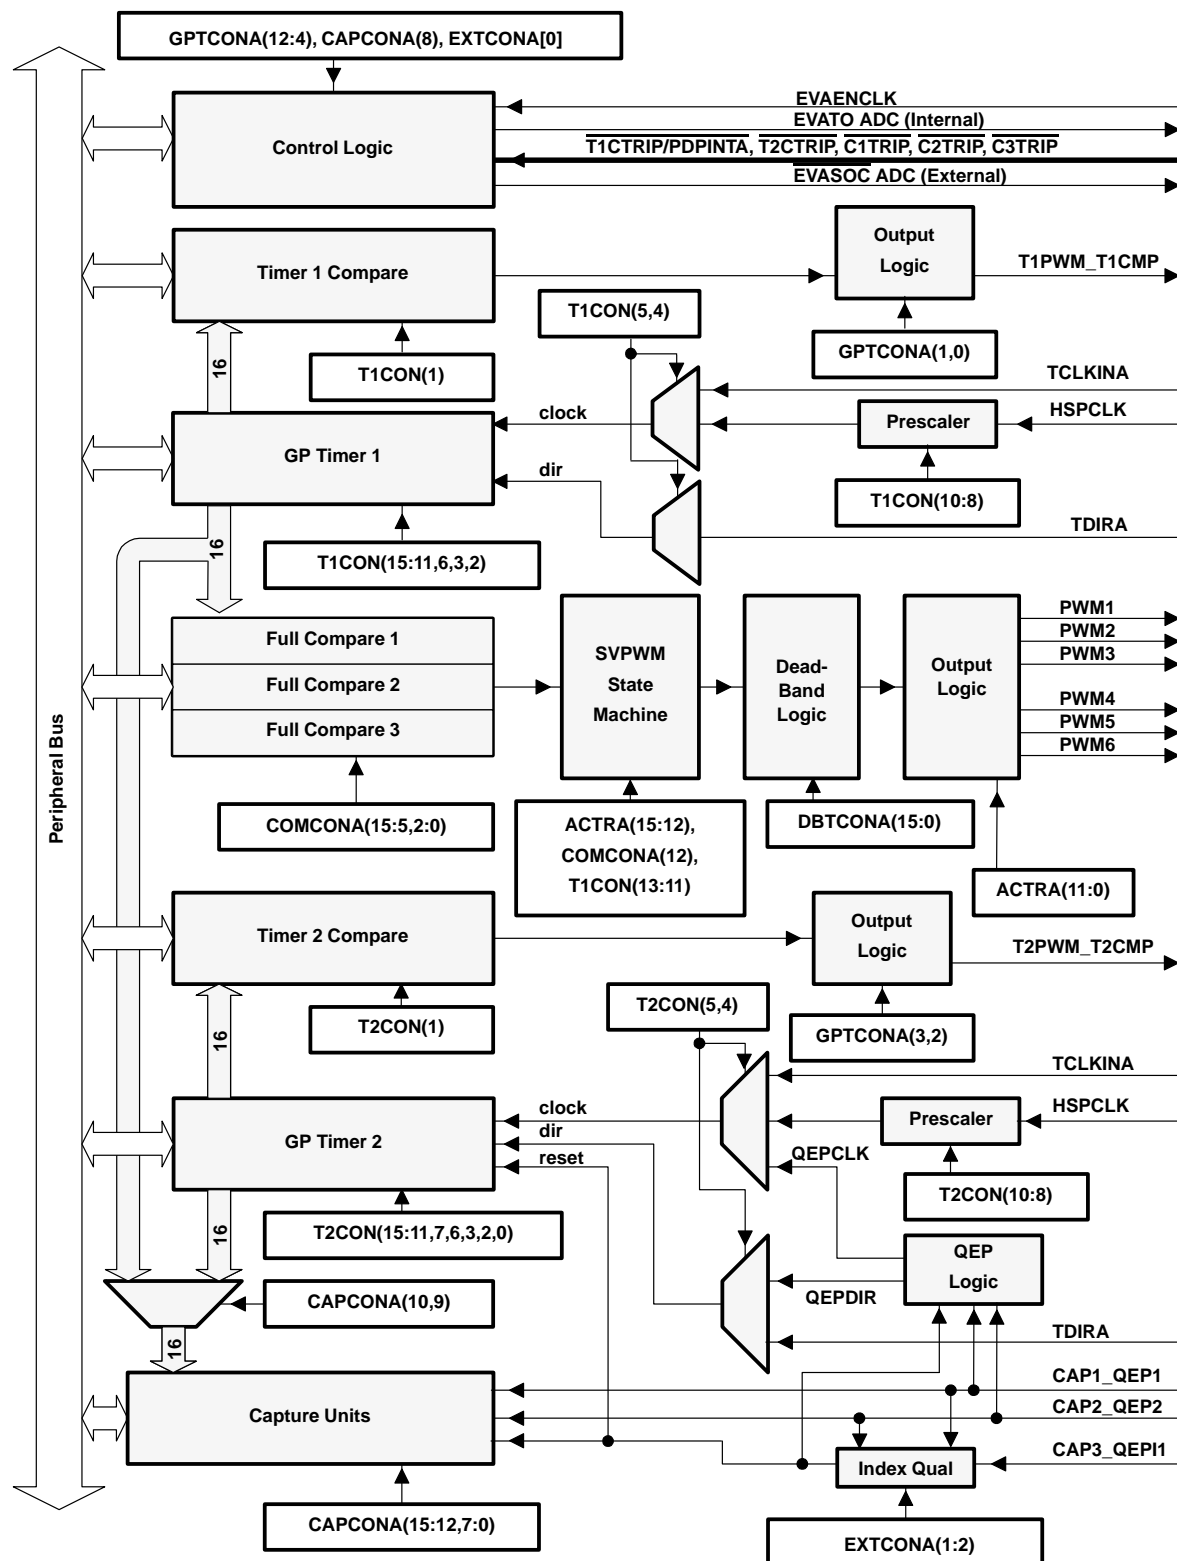 GPTCONA(12:4), CAPCONA(8), EXTCONA[0]
Control Logic
EVAENCLK
EVATO ADC (Internal)
T1CTRIP/PDPINTA, T2CTRIP, C1TRIP, C2TRIP, C3TRIP
EVASOC ADC (External)
Timer 1 Compare
Output
Logic
T1PWM_T1CMP
T1CON(5,4)
GPTCONA(1,0)
16
T1CON(1)
TCLKINA
HSPCLK
Prescaler
clock
GP Timer 1
dir
T1CON(10:8)
TDIRA
16
T1CON(15:11,6,3,2)
Full Compare 1
Full Compare 2
Full Compare 3
SVPWM
State
Machine
Dead-
Band
Logic
Output
Logic
PWM1
PWM2
PWM3
PWM4
PWM5
PWM6
Peripheral Bus
COMCONA(15:5,2:0)
ACTRA(15:12),
COMCONA(12),
T1CON(13:11)
DBTCONA(15:0)
ACTRA(11:0)
Timer 2 Compare
Output
Logic
T2PWM_T2CMP
T2CON(5,4)
GPTCONA(3,2)
16
T2CON(1)
TCLKINA
HSPCLK
Prescaler
clock
GP Timer 2
dir
reset
QEPCLK
T2CON(10:8)
16
T2CON(15:11,7,6,3,2,0)
QEP
Logic
QEPDIR
CAPCONA(10,9)
TDIRA
16
CAP1_QEP1
CAP2_QEP2
Capture Units
CAP3_QEPI1
Index Qual
CAPCONA(15:12,7:0)
EXTCONA(1:2)